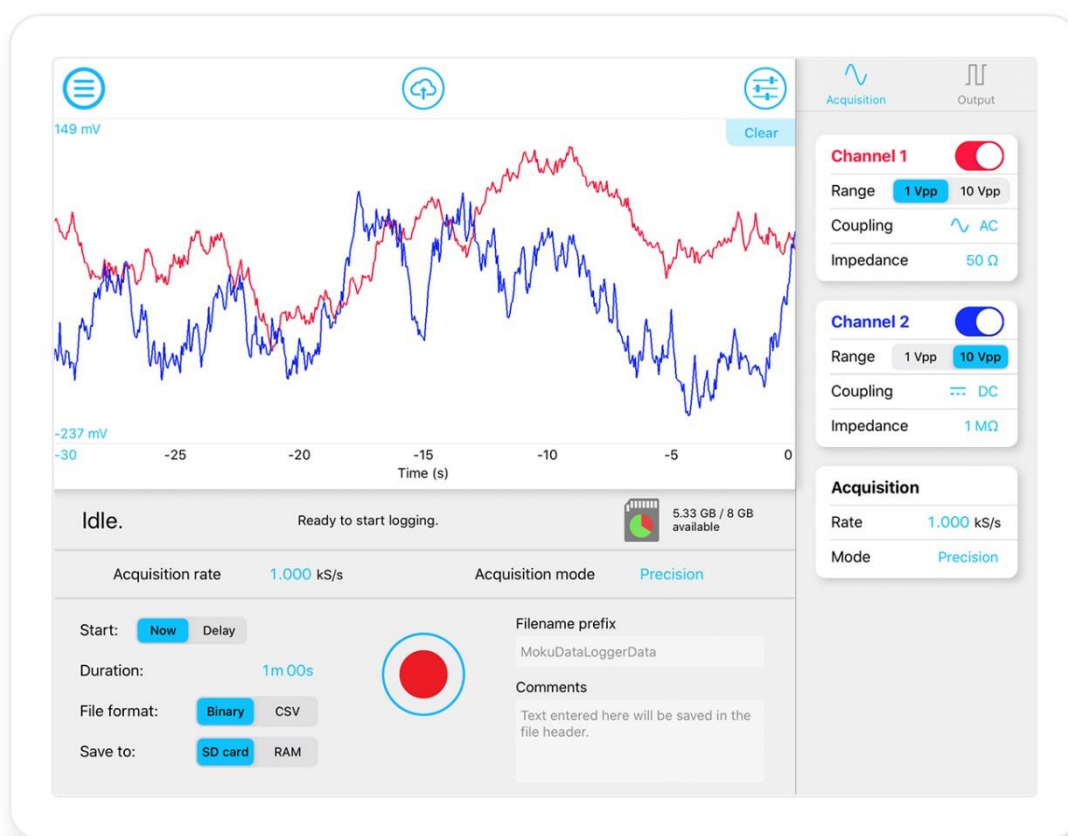 149 mV
Clear
-237 mV
-30 -25 -20 -15 -10 -5 0
Time (s)
Idle.
Ready to start logging.
5.33 GB / 8 GB
available
Acquisition rate 1.000 kS/s
Acquisition mode Precision
Start: Now Delay
Duration: 1m 00s
File format: Binary CSV
Save to: SD card RAM
Filename prefix
MokuDataLoggerData
Comments
Text entered here will be saved in the
file header.
Acquisition Output
Channel 1
Range 1 Vpp 10 Vpp
Coupling AC
Impedance 50 Ω
Channel 2
Range 1 Vpp 10 Vpp
Coupling DC
Impedance 1 MΩ
Acquisition
Rate 1.000 kS/s
Mode Precision